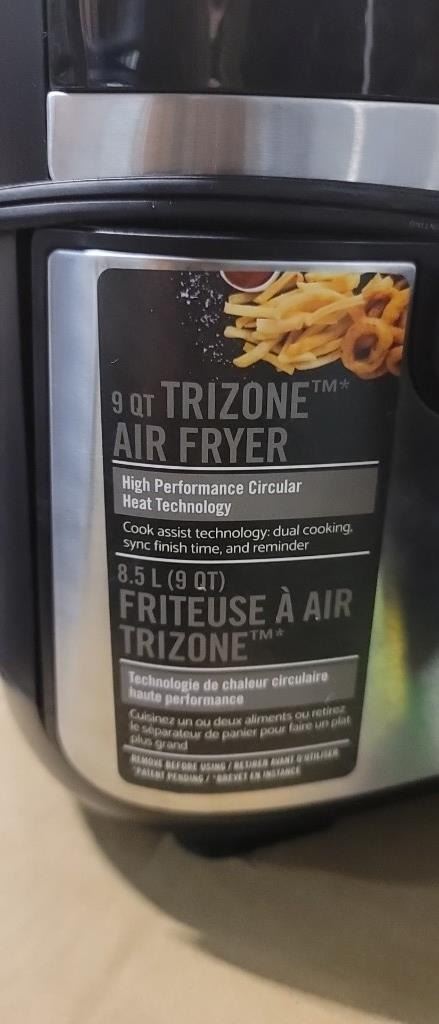 9 QT TRIZONE™*
AIR FRYER
High Performance Circular
Heat Technology
Cook assist technology: dual cooking,
sync finish time, and reminder
8.5 L (9 QT)
FRITEUSE À AIR
TRIZONE™*
Technologie de chaleur circulaire
haute performance
Cuisinez un ou deux aliments ou retirez
le séparateur de panier pour faire un plat
plus grand
REMOVE BEFORE USING / RETIRER AVANT D'UTILISER
*PATENT PENDING / *BREVET EN INSTANCE